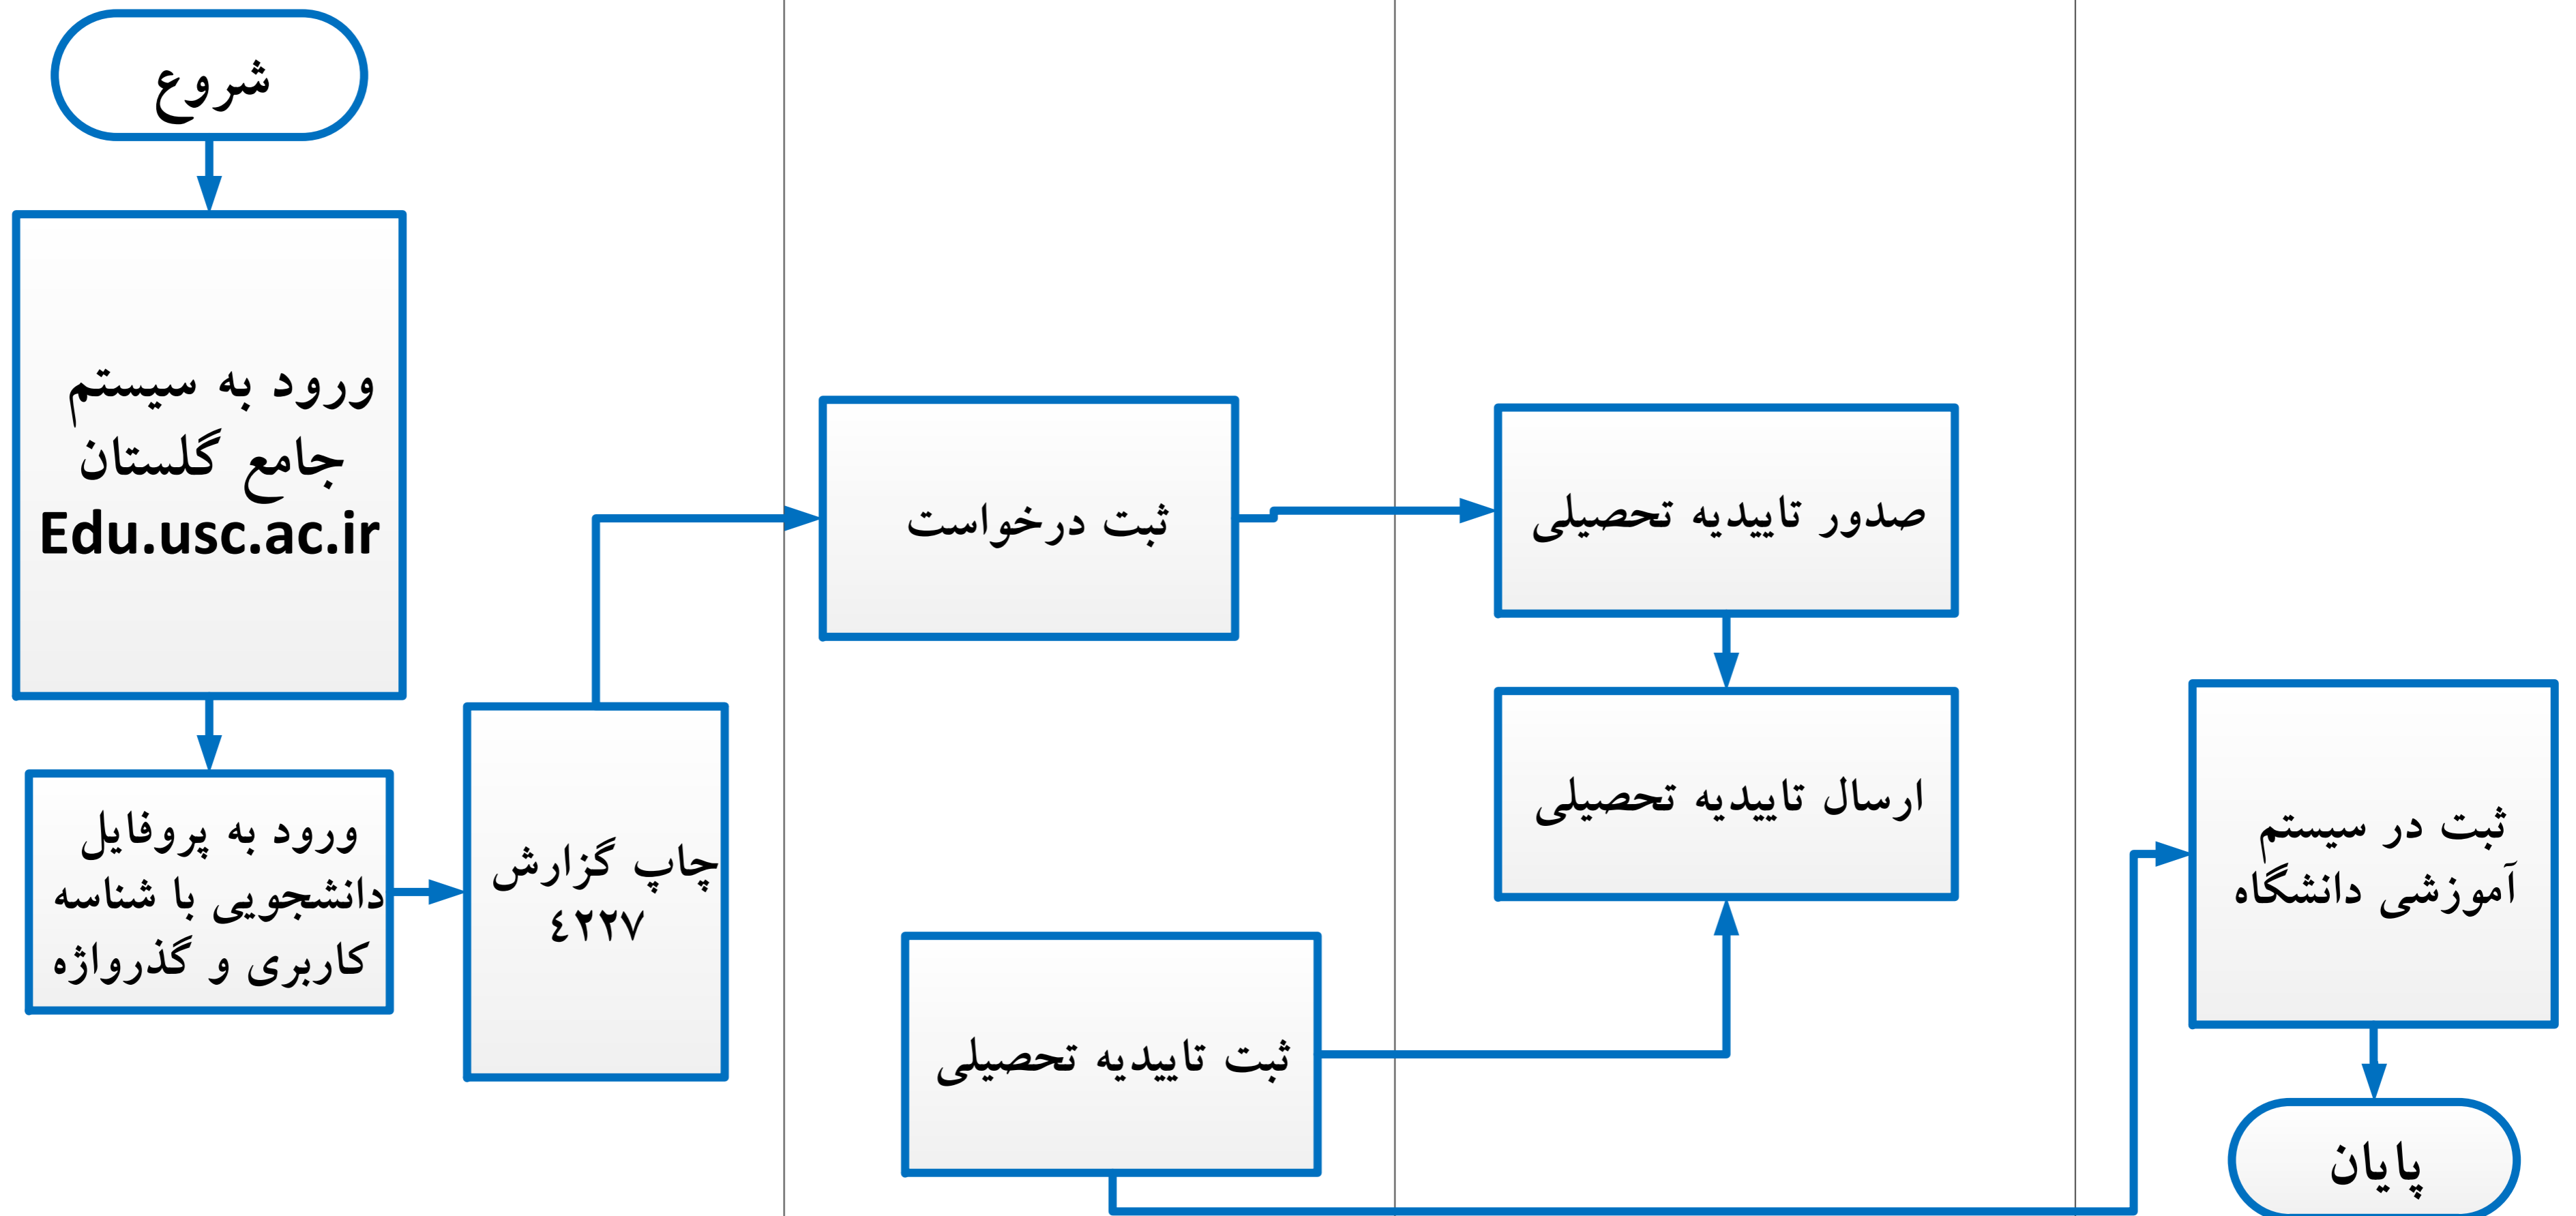 شروع
ورود به سیستم
جامع گلستان
Edu.usc.ac.ir
ورود به پروفایل
دانشجویی با شناسه
کاربری و گذرواژه
چاپ گزارش
٤٢٢٧
ثبت درخواست
صدور تاییدیه تحصیلی
ارسال تاییدیه تحصیلی
ثبت تاییدیه تحصیلی
ثبت در سیستم
آموزشی دانشگاه
پایان